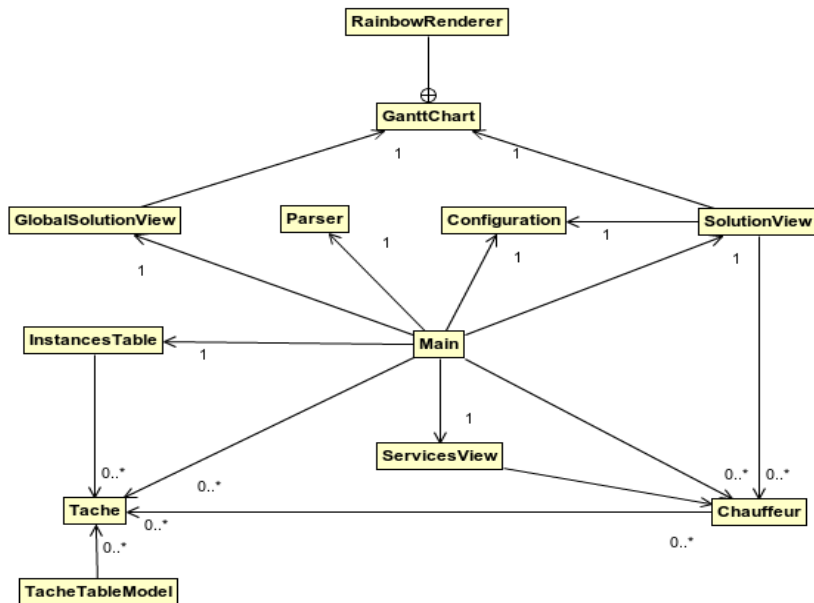 RainbowRenderer
GanttChart
1
1
GlobalSolutionView
Parser
Configuration
SolutionView
1
1
1
1
1
InstancesTable
Main
1
1
ServicesView
0..*
0..*
0..*
0..*
Tache
Chauffeur
0..*
0..*
0..*
TacheTableModel